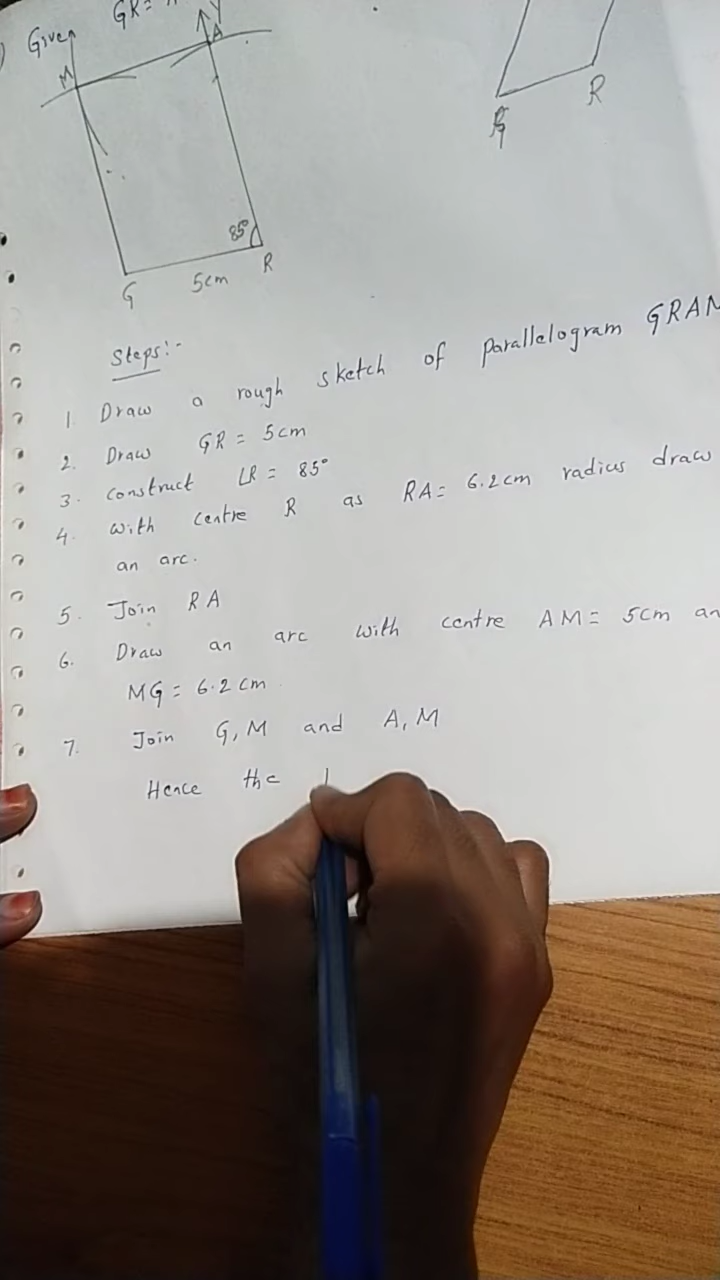 Given GR =
Y
A
M
R
G
85°
R
G 5cm
Steps:-
1. Draw a rough sketch of parallelogram GRAM
2. Draw GR = 5cm
3. construct LR = 85°
4. with centre R as RA = 6.2cm radius draw
an arc.
5. Join RA
6. Draw an arc with centre AM = 5cm an
MG = 6.2cm
7. Join G, M and A, M
Hence the